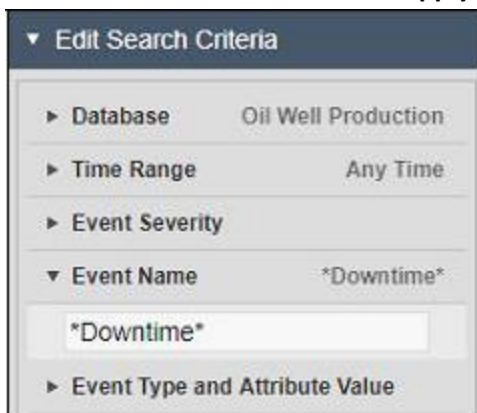 Edit Search Criteria
Database Oil Well Production
Time Range Any Time
Event Severity
Event Name *Downtime*
*Downtime*
Event Type and Attribute Value